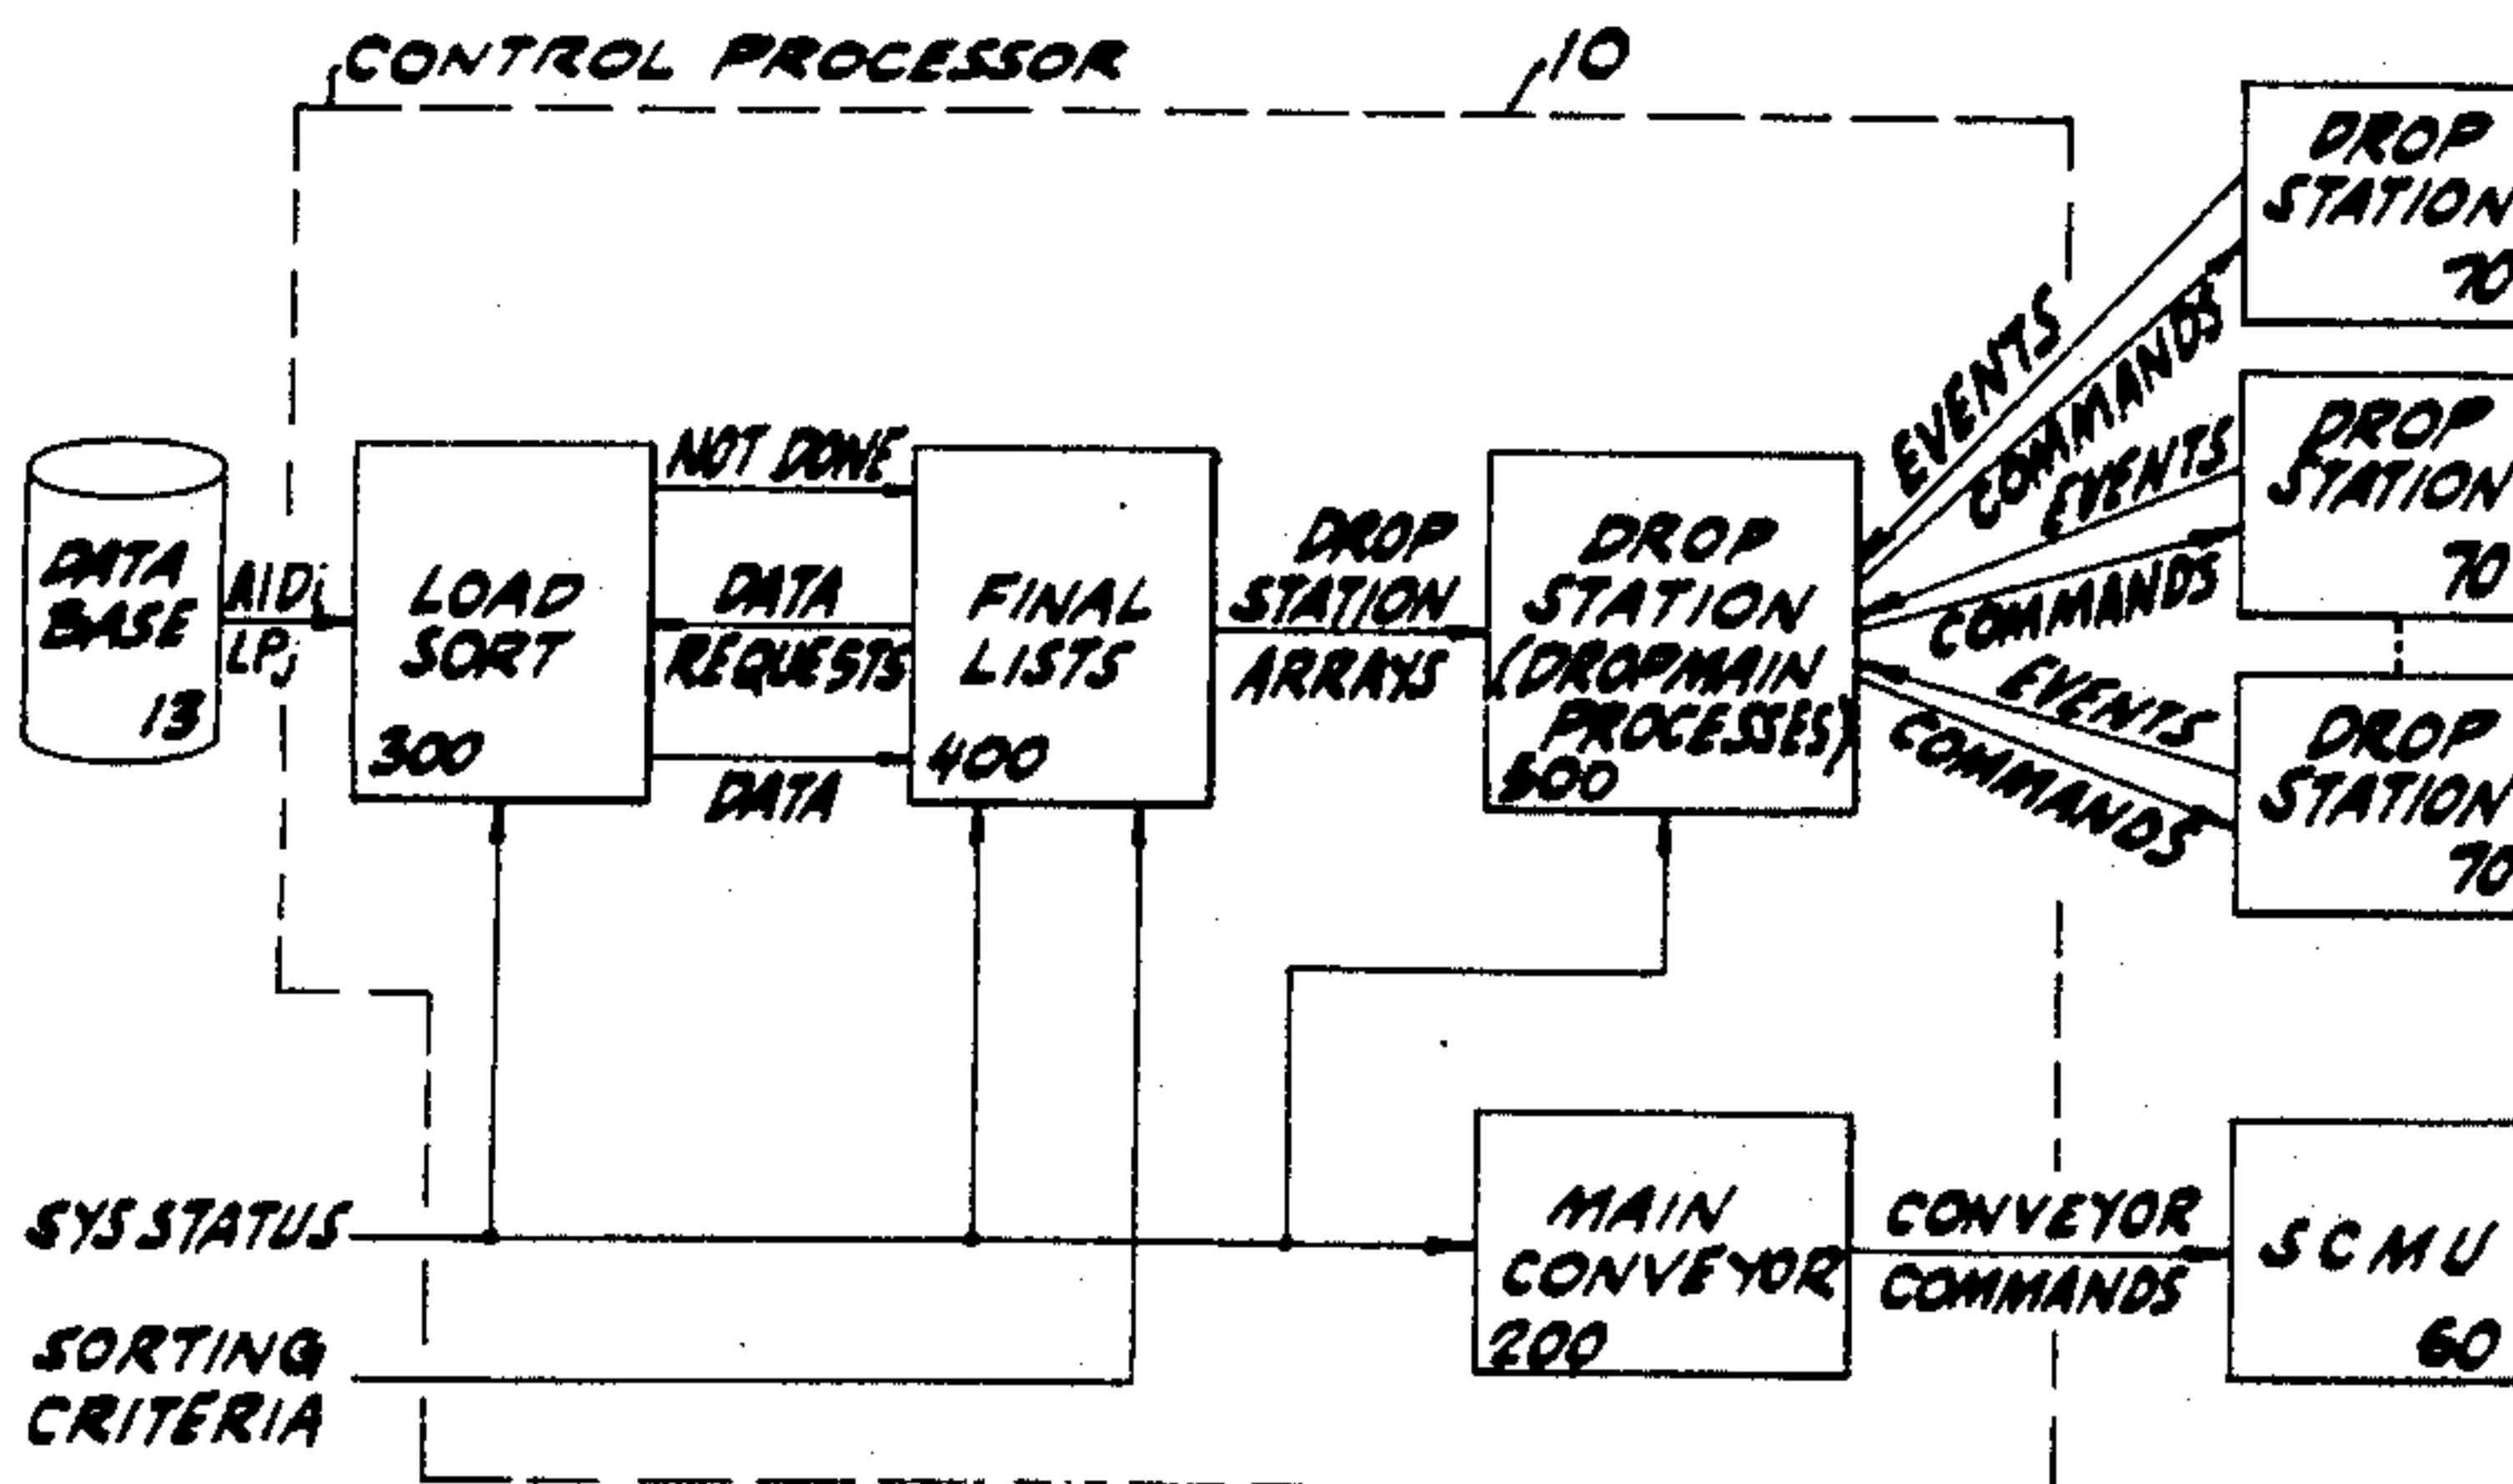 CONTROL PROCESSOR
10
DATA
BASE
13
AIDi
LPj
LOAD
SORT
300
NOT DONE
DATA
REQUESTS
DATA
FINAL
LISTS
400
DROP
STATION
ARRAYS
DROP
STATION
(DROPMAIN
PROCESSES)
500
EVENTS
COMMANDS
EVENTS
COMMANDS
EVENTS
COMMANDS
DROP
STATION
70
DROP
STATION
70
DROP
STATION
70
SYS STATUS
SORTING
CRITERIA
MAIN
CONVEYOR
200
CONVEYOR
COMMANDS
SCMU
60